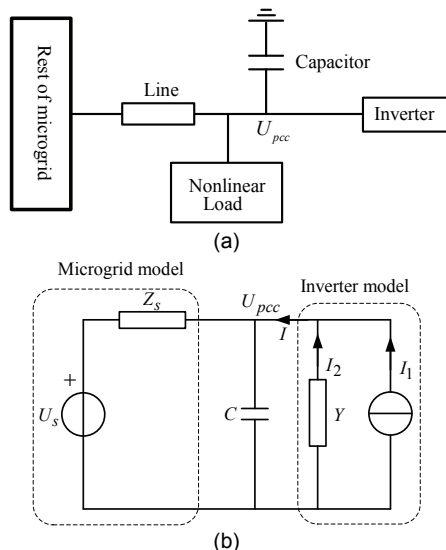 Rest of microgrid
Line
Capacitor
U_pcc
Inverter
Nonlinear
Load
(a)
Microgrid model
Inverter model
Z_s
U_pcc
I
+
U_s
C
I_2
Y
I_1
(b)